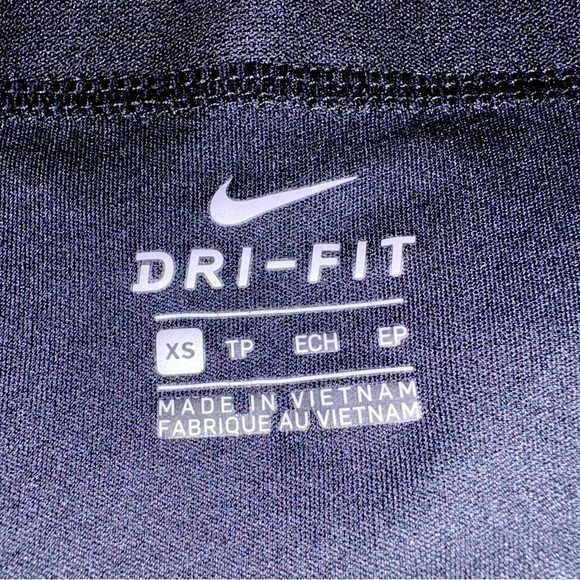 DRI-FIT
XS TP ECH EP
MADE IN VIETNAM
FABRIQUE AU VIETNAM